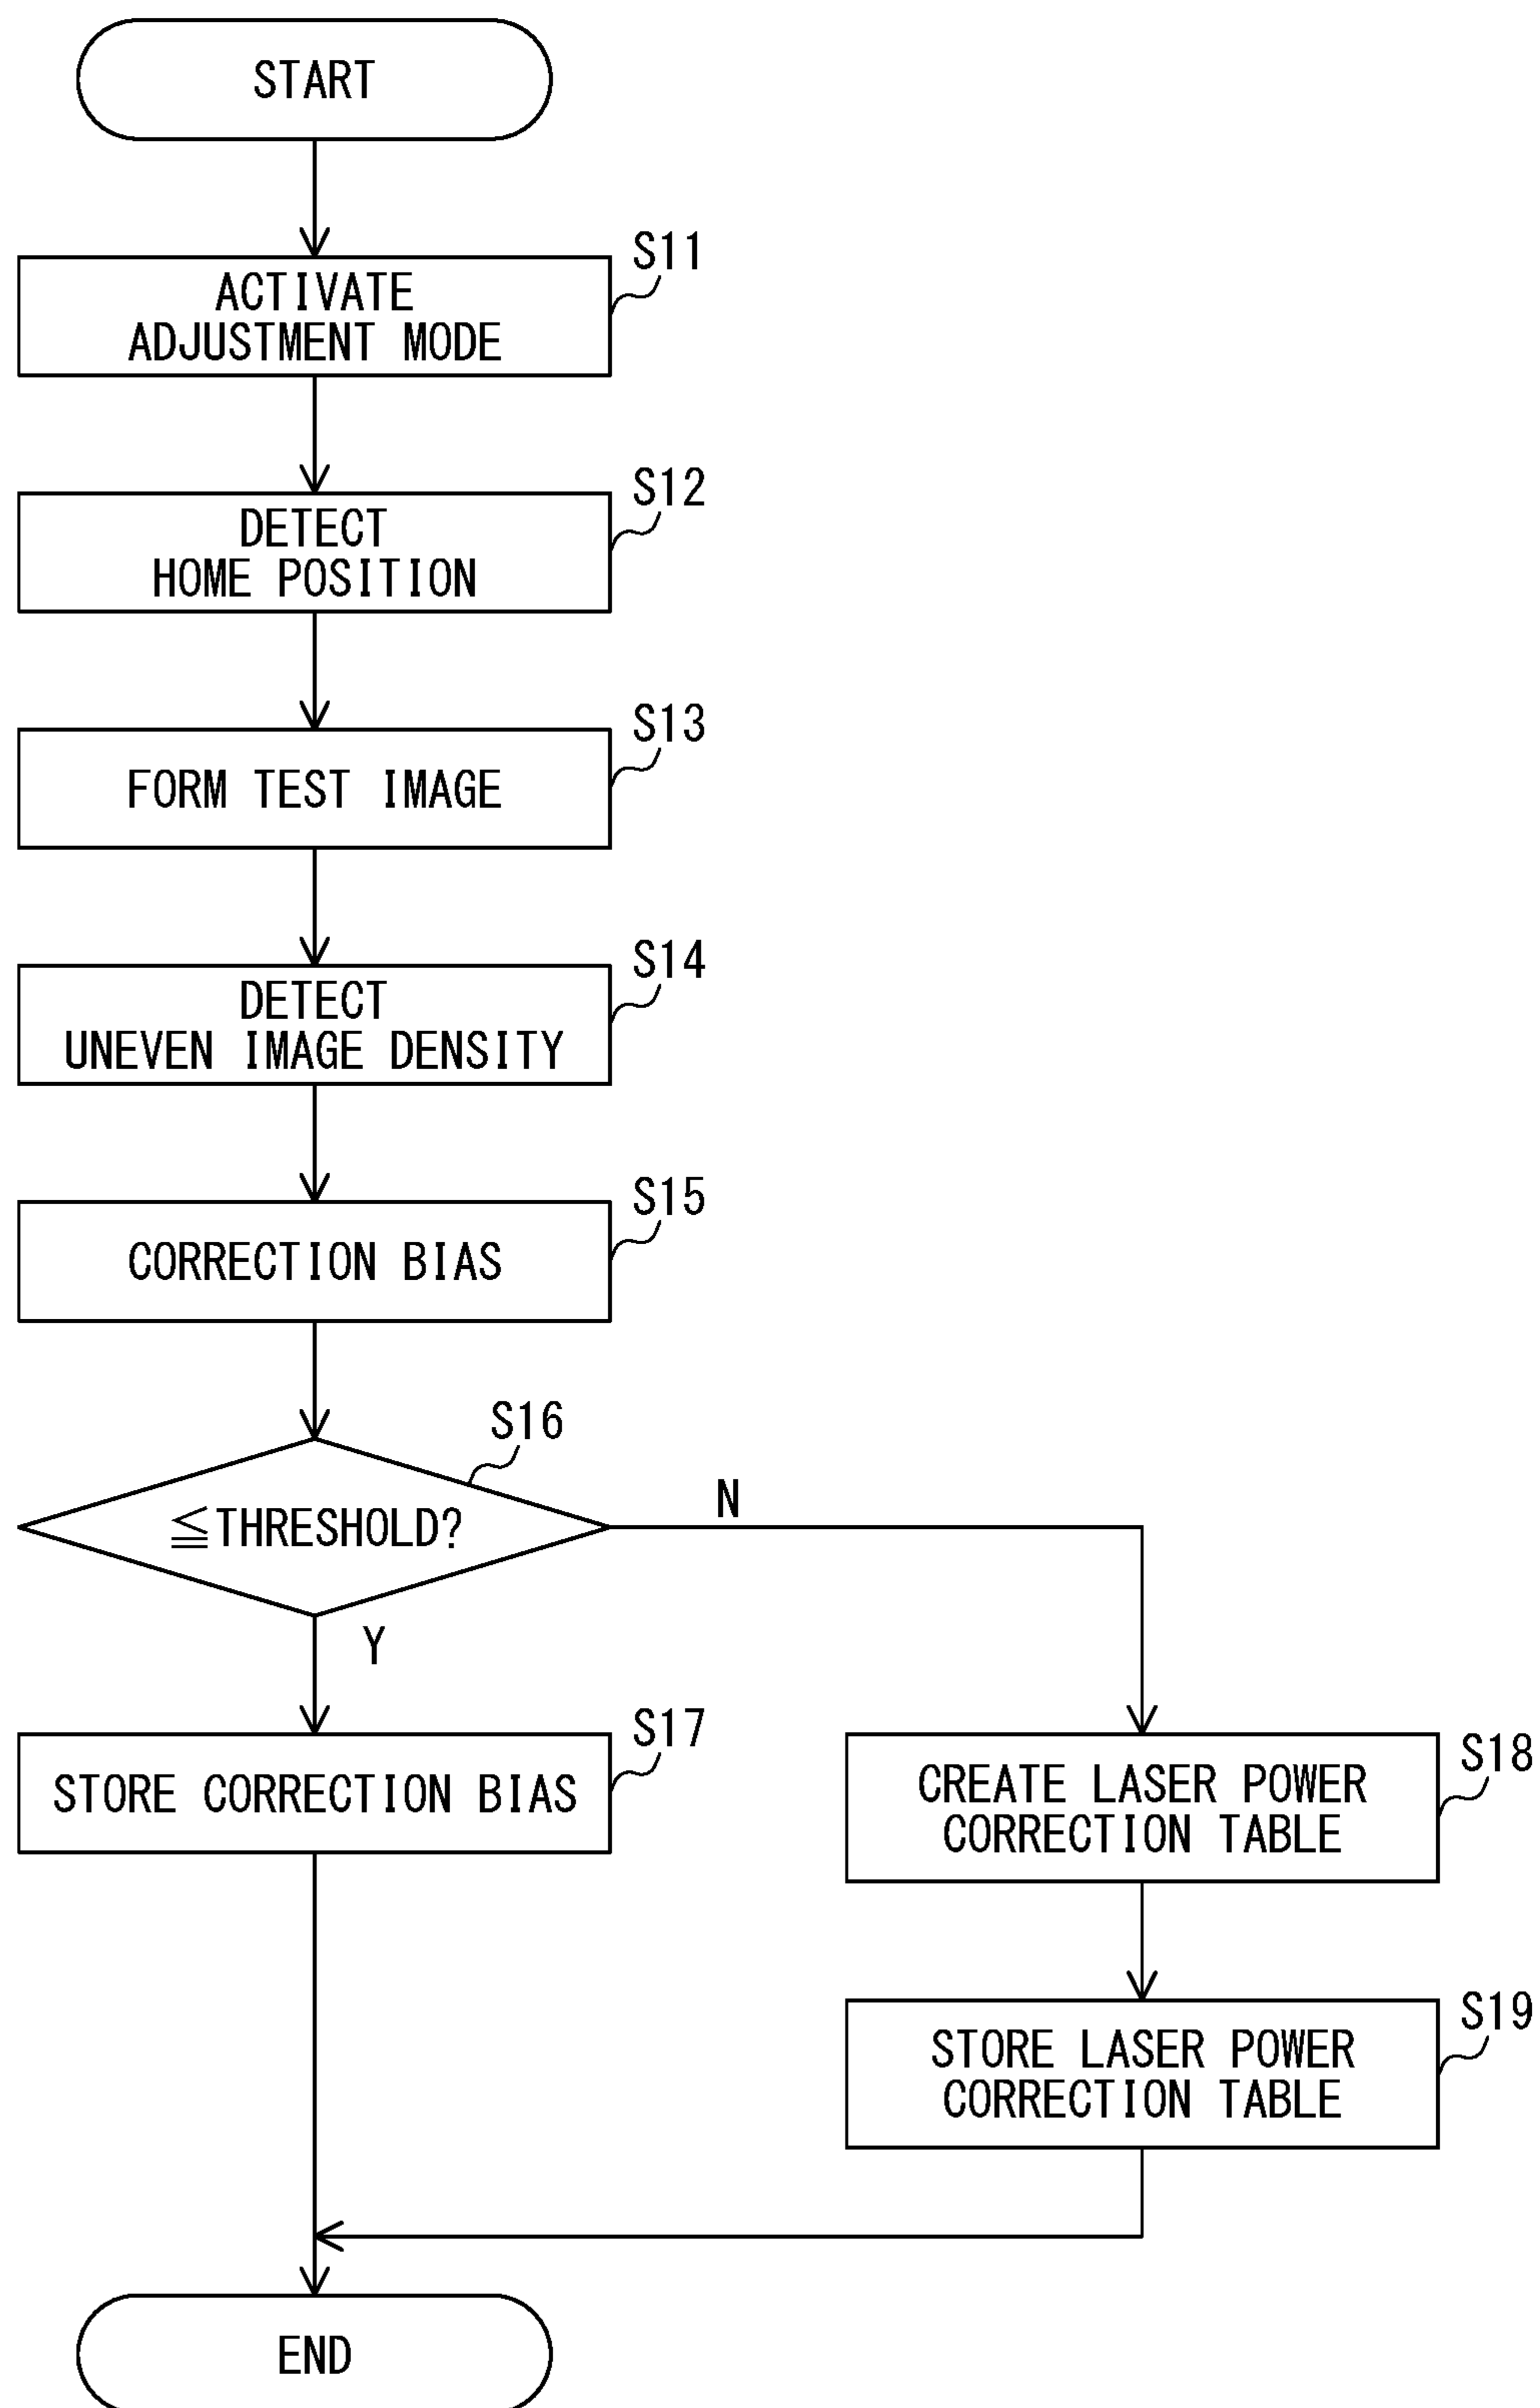 START
S11
ACTIVATE
ADJUSTMENT MODE
S12
DETECT
HOME POSITION
S13
FORM TEST IMAGE
S14
DETECT
UNEVEN IMAGE DENSITY
S15
CORRECTION BIAS
S16
≦THRESHOLD?
N
Y
S17
STORE CORRECTION BIAS
S18
CREATE LASER POWER
CORRECTION TABLE
S19
STORE LASER POWER
CORRECTION TABLE
END